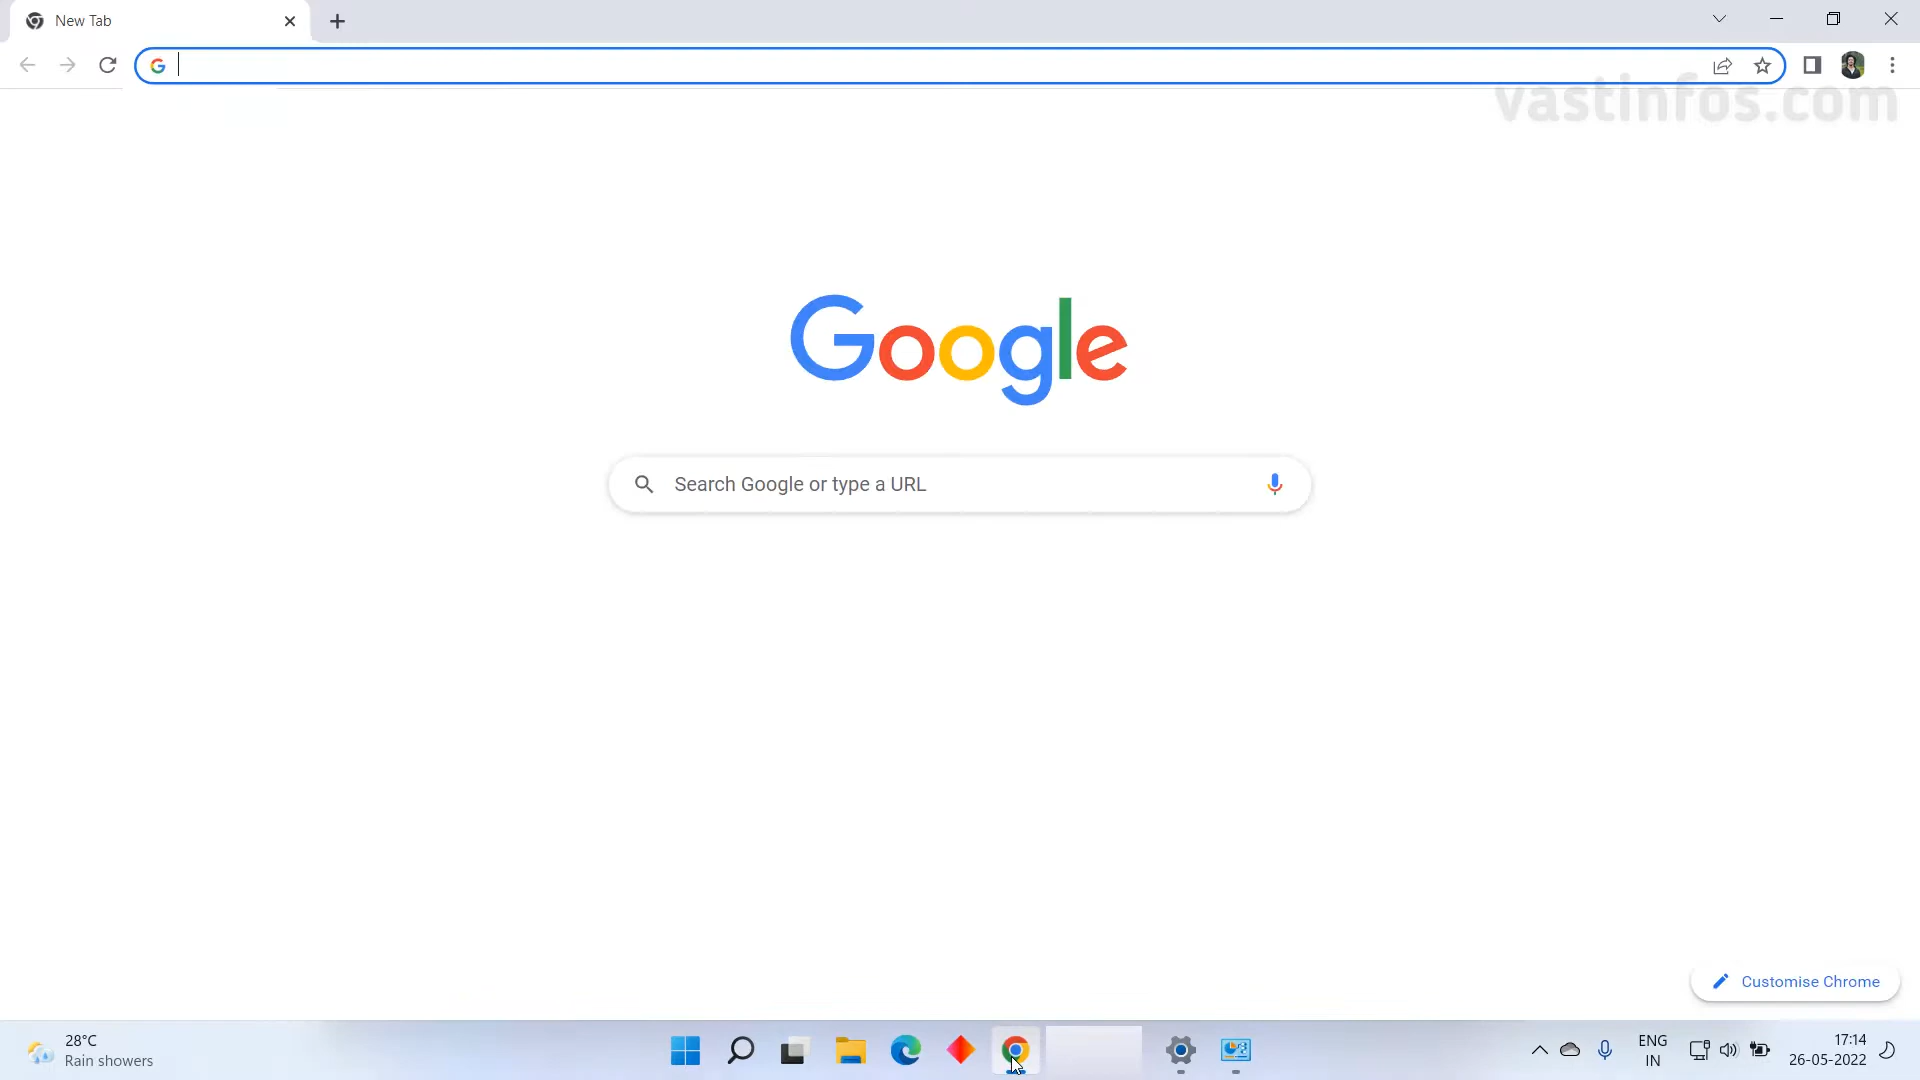 New Tab
vastinfos.com
Google
Search Google or type a URL
Customise Chrome
28°C
Rain showers
ENG
IN
17:14
26-05-2022